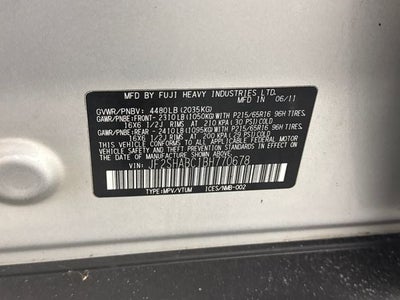 MFD BY FUJI HEAVY INDUSTRIES LTD.
MFD IN 06/11
GVWR/PNBV: 4480LB (2035KG)
GAWR/PNBE:FRONT- 2310LB (1050KG) WITH P215/65R16 96H TIRES
16X6 1/2J RIMS AT 210 KPA (30 PSI) COLD
GAWR/PNBE:REAR - 2410LB (1095KG) WITH P215/65R16 96H TIRES
16X6 1/2J RIMS AT 200 KPA (29 PSI) COLD
THIS VEHICLE CONFORMS TO ALL APPLICABLE FEDERAL MOTOR
VEHICLE SAFETY
THEFT PREVENTION STANDARDS IN EFFECT ON THE DATE OF
MANUFACTURE SHOWN ABOVE.
VIN: JF2SHABC1BH770678
TYPE:MPV/VTUM ICES/NMB-002